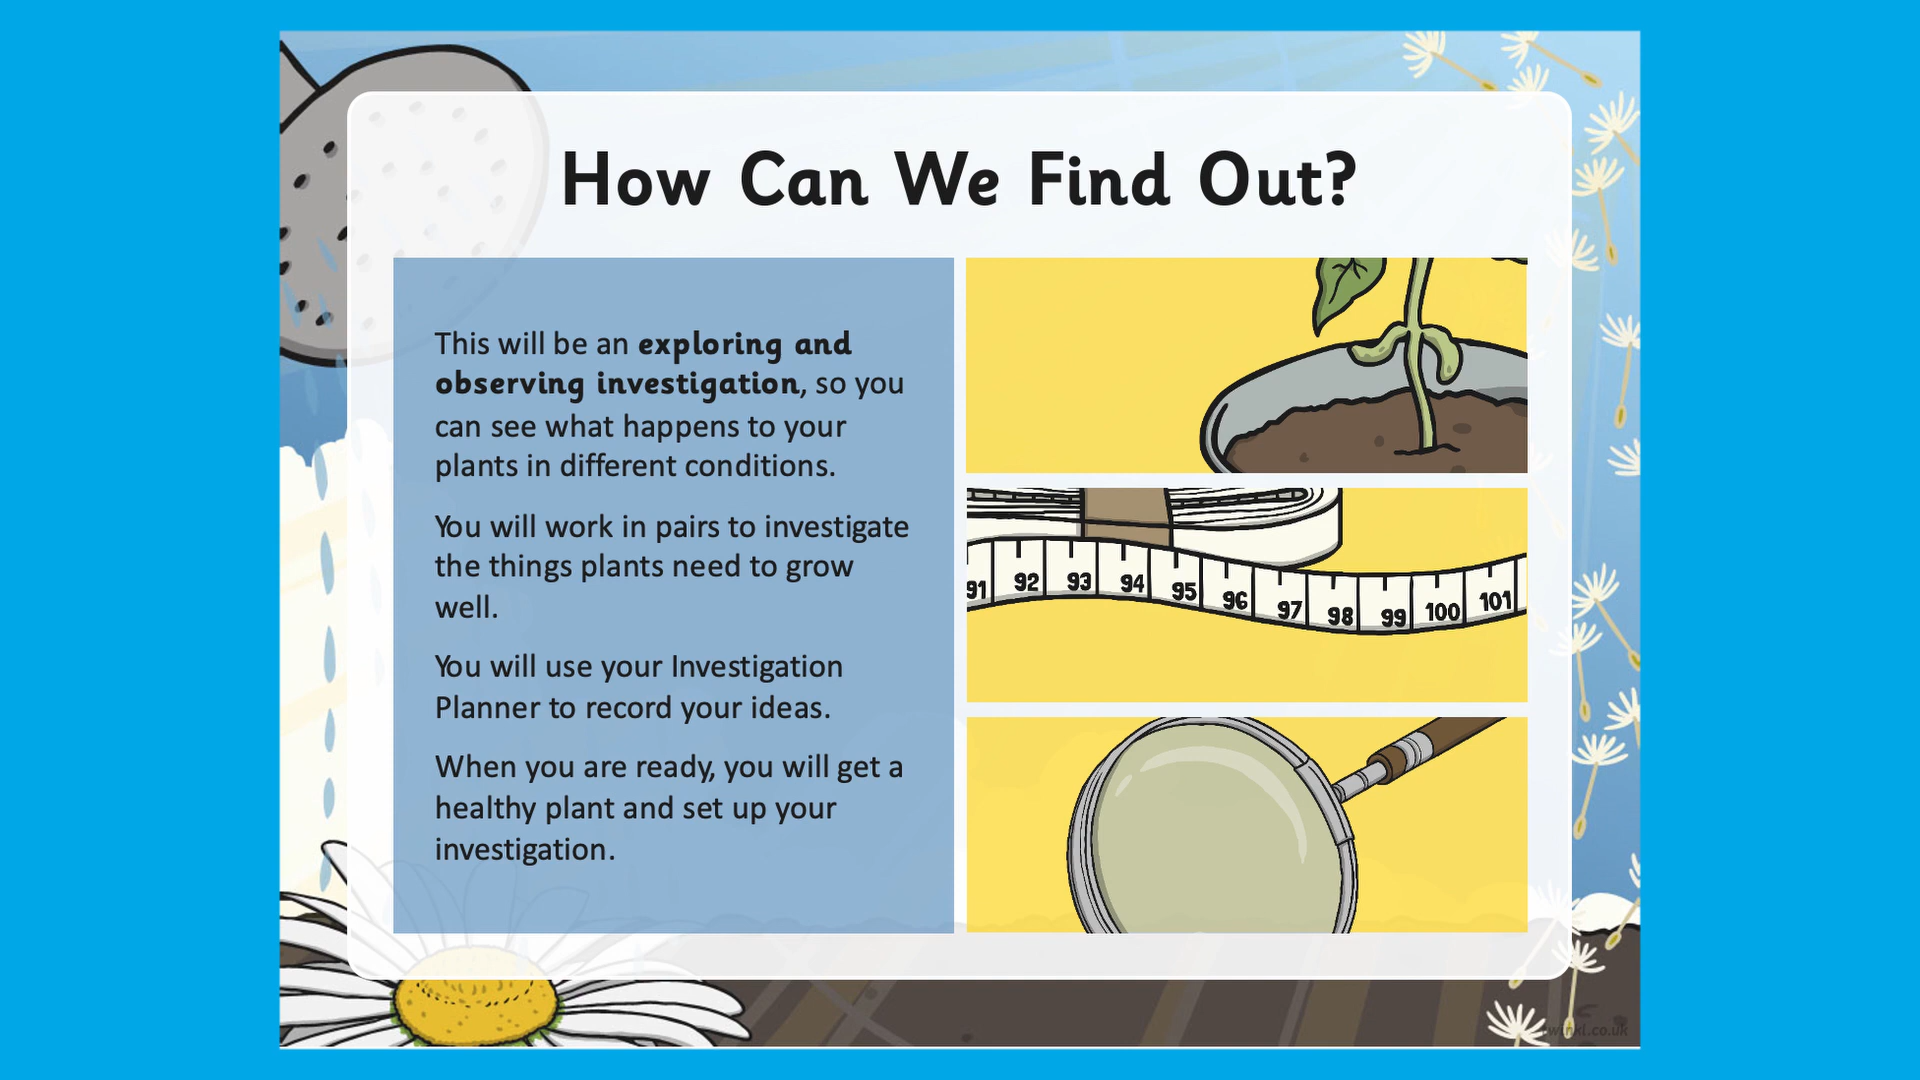 How Can We Find Out?
This will be an exploring and
observing investigation, so you
can see what happens to your
plants in different conditions.
You will work in pairs to investigate
the things plants need to grow
well.
You will use your Investigation
Planner to record your ideas.
When you are ready, you will get a
healthy plant and set up your
investigation.
91 92 93 94 95 96 97 98 99 100 101
twinkl.co.uk